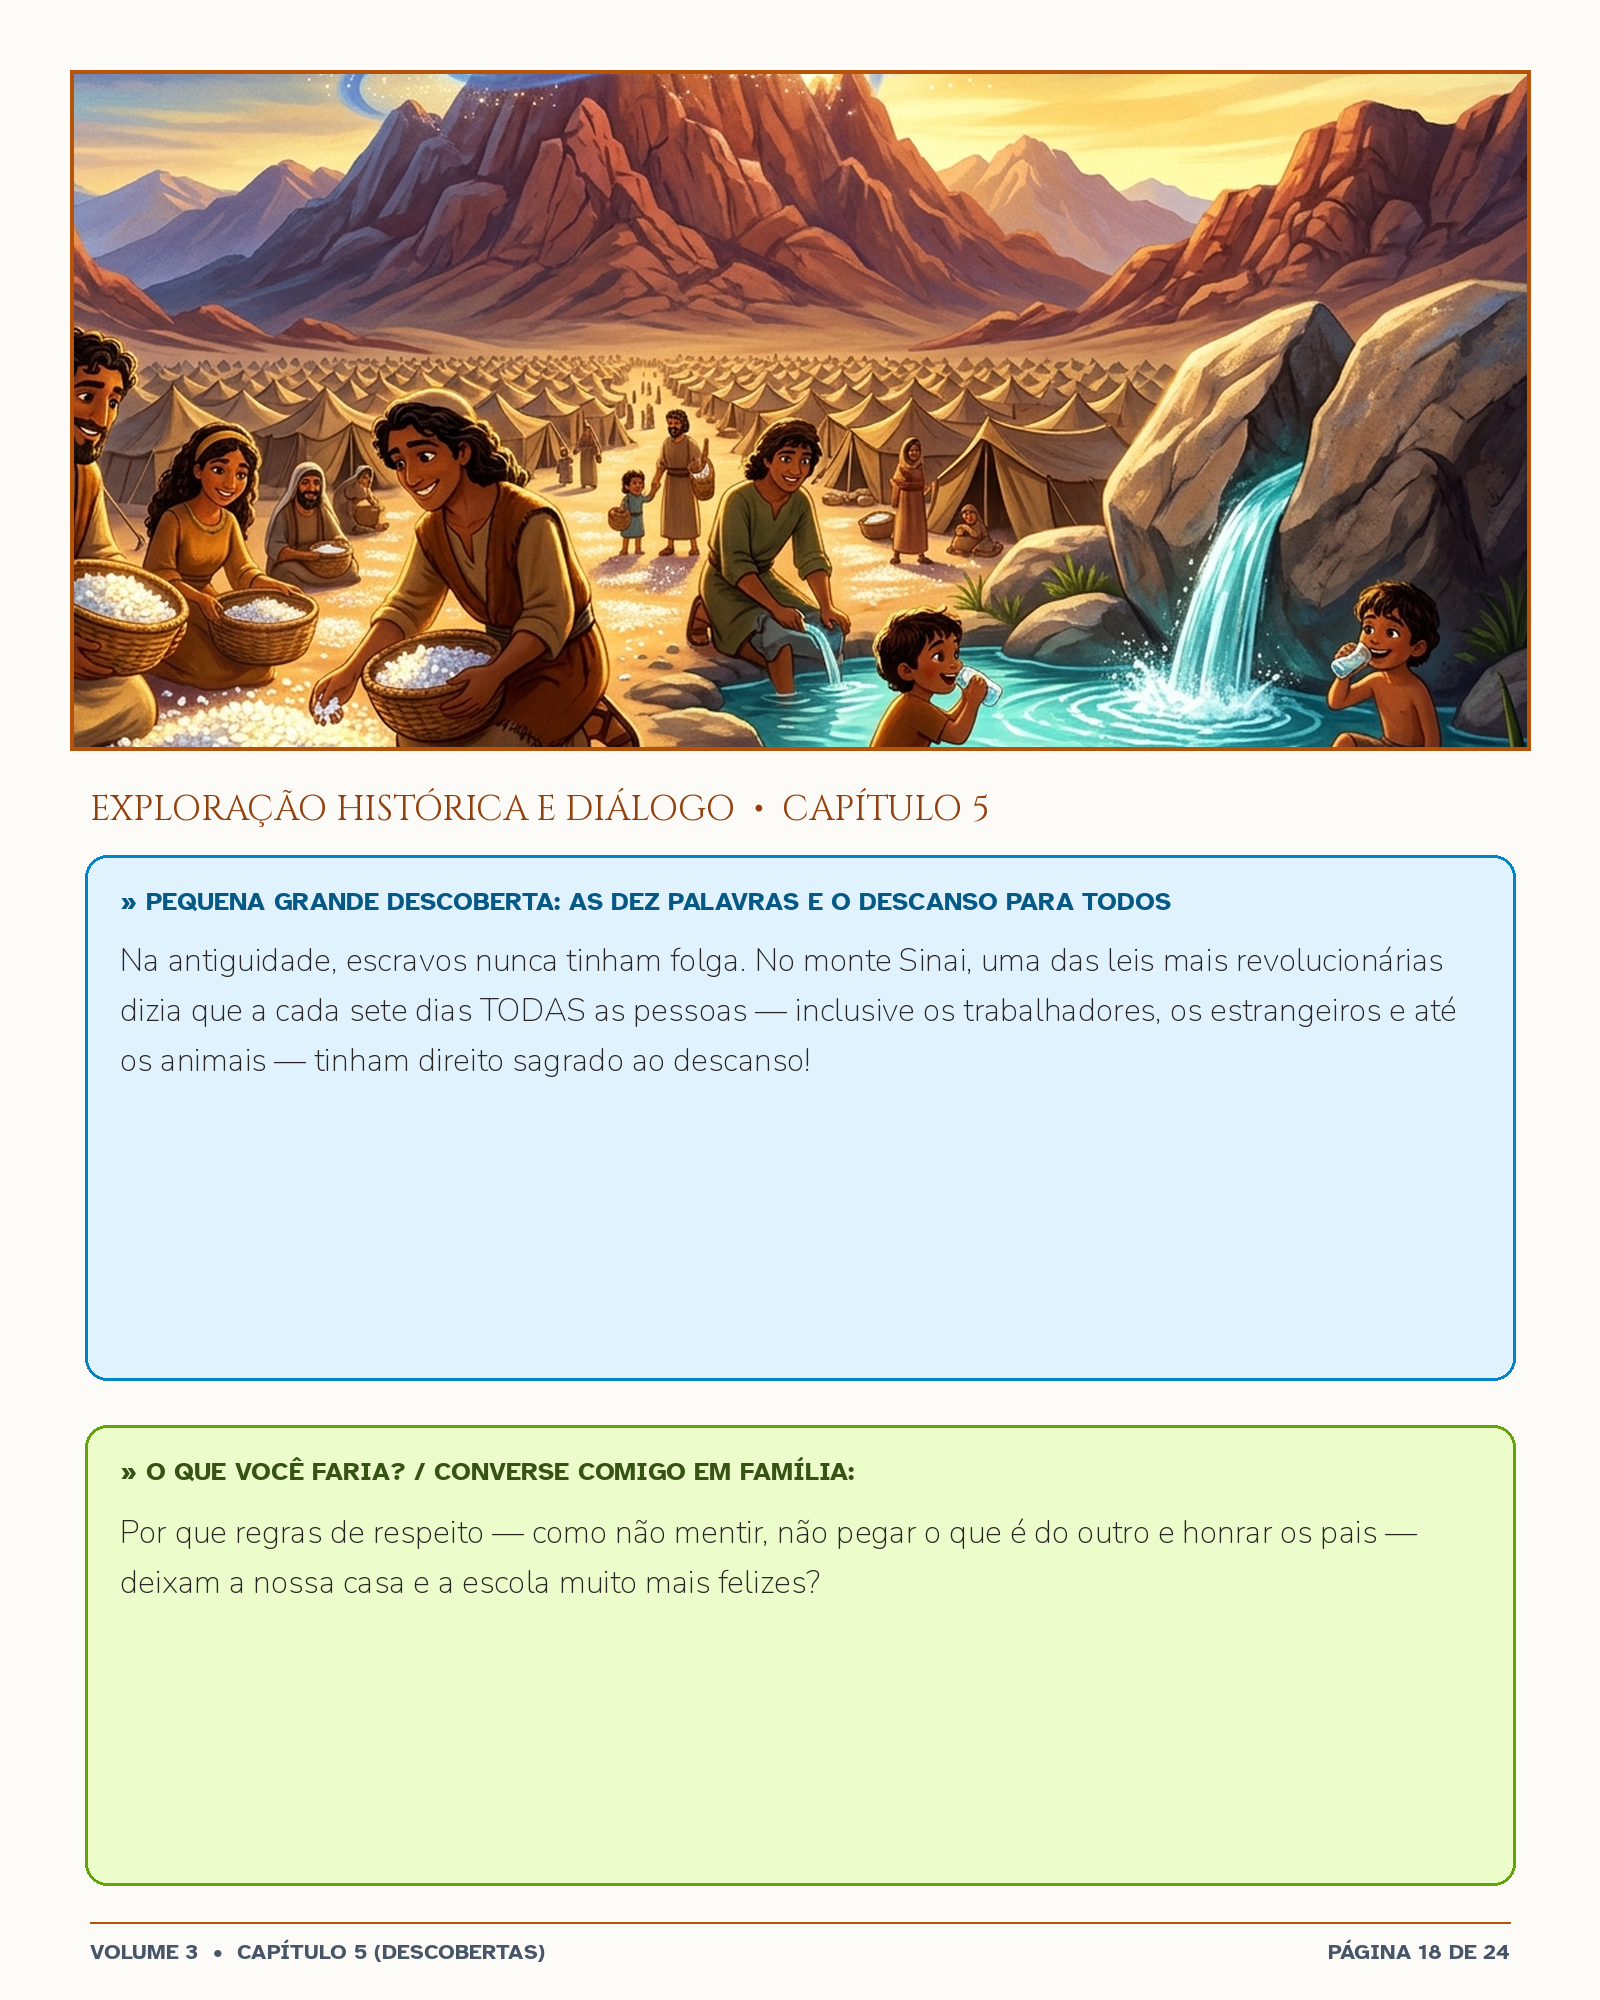 EXPLORAÇÃO HISTÓRICA E DIÁLOGO • CAPÍTULO 5
» PEQUENA GRANDE DESCOBERTA: AS DEZ PALAVRAS E O DESCANSO PARA TODOS
Na antiguidade, escravos nunca tinham folga. No monte Sinai, uma das leis mais revolucionárias
dizia que a cada sete dias TODAS as pessoas — inclusive os trabalhadores, os estrangeiros e até
os animais — tinham direito sagrado ao descanso!
» O QUE VOCÊ FARIA? / CONVERSE COMIGO EM FAMÍLIA:
Por que regras de respeito — como não mentir, não pegar o que é do outro e honrar os pais —
deixam a nossa casa e a escola muito mais felizes?
VOLUME 3 • CAPÍTULO 5 (DESCOBERTAS)
PÁGINA 18 DE 24